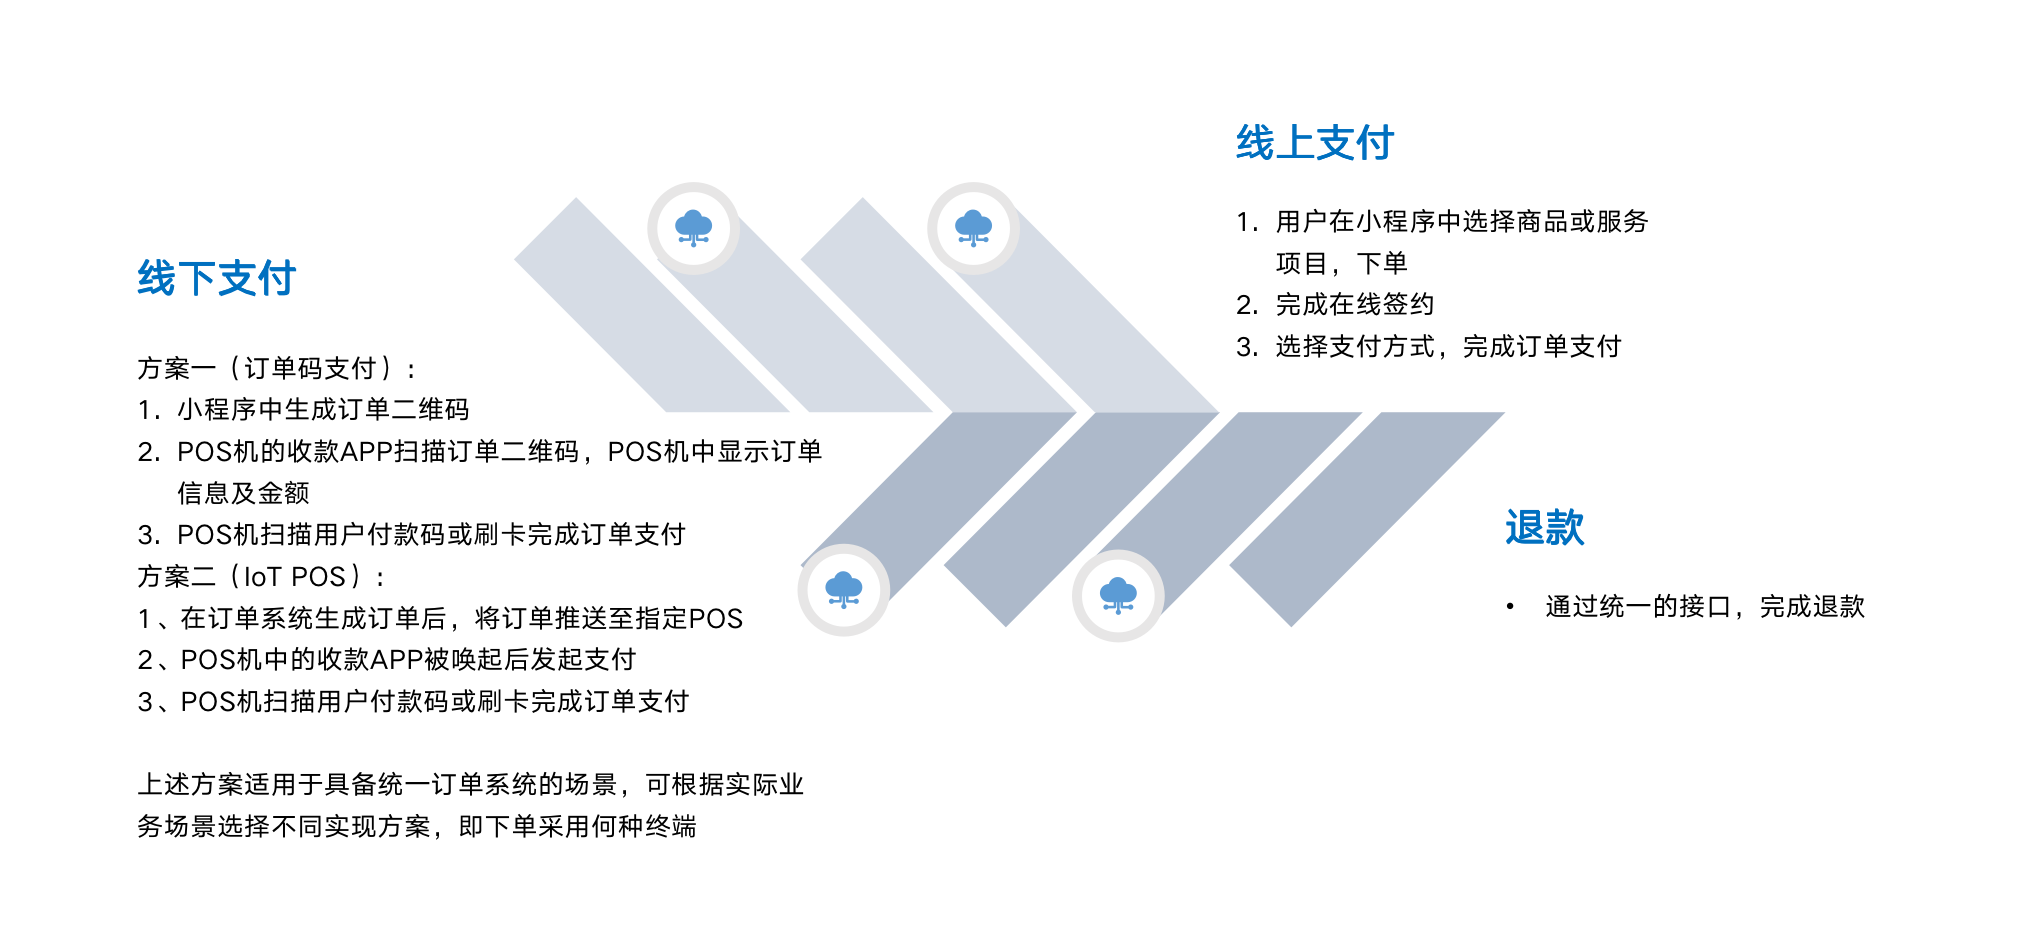 线下支付
方案一（订单码支付）:
1. 小程序中生成订单二维码
2. POS机的收款APP扫描订单二维码，POS机中显示订单
信息及金额
3. POS机扫描用户付款码或刷卡完成订单支付
方案二（IoT POS）:
1、在订单系统生成订单后，将订单推送至指定POS
2、POS机中的收款APP被唤起后发起支付
3、POS机扫描用户付款码或刷卡完成订单支付
上述方案适用于具备统一订单系统的场景，可根据实际业
务场景选择不同实现方案，即下单采用何种终端
线上支付
1. 用户在小程序中选择商品或服务
项目，下单
2. 完成在线签约
3. 选择支付方式，完成订单支付
退款
• 通过统一的接口，完成退款